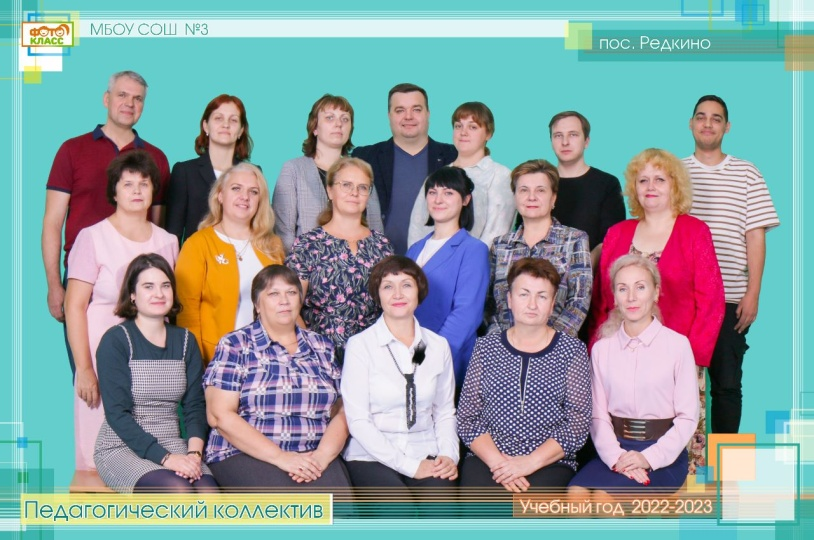 ФОТО
КЛАСС
МБОУ СОШ №3
пос. Редкино
Педагогический коллектив
Учебный год 2022-2023